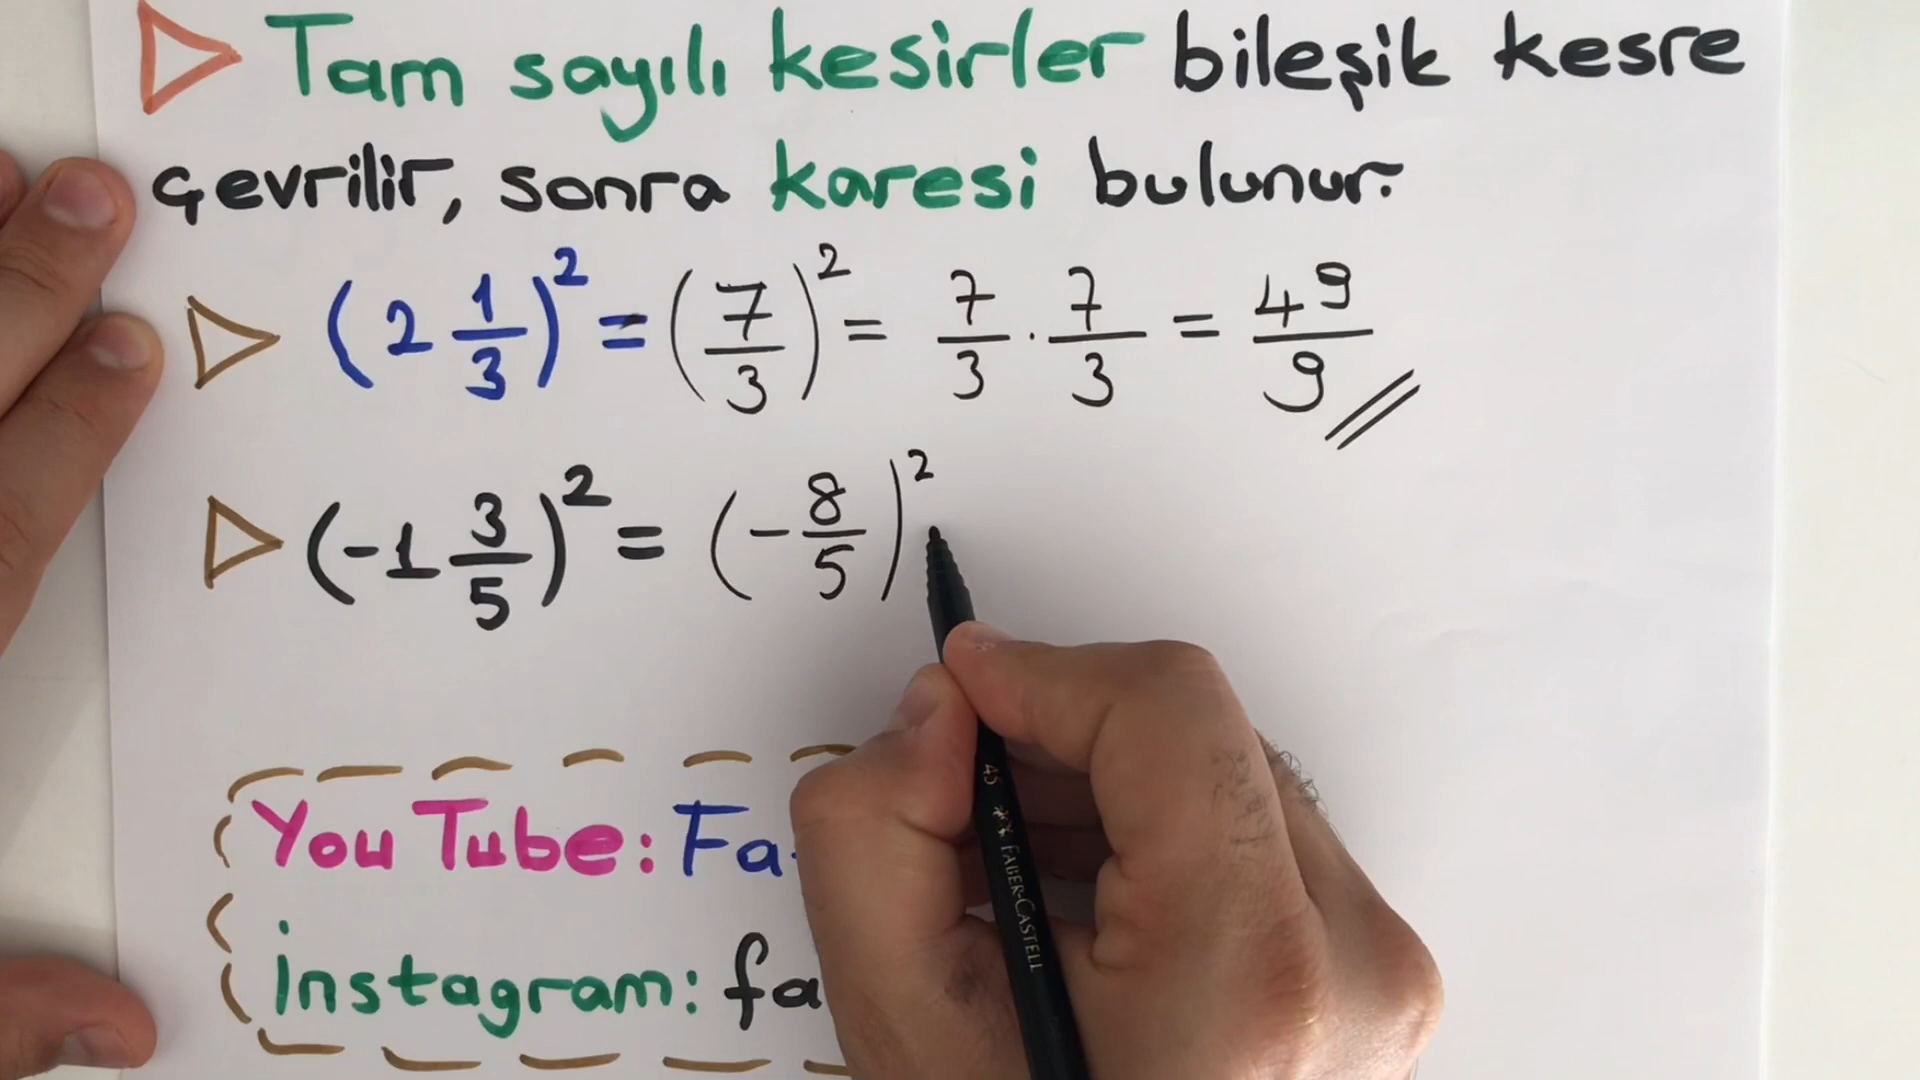 Tam sayılı kesirler bileşik kesre
çevrilir, sonra karesi bulunur.
(2 1/3)² = (7/3)² = 7/3 · 7/3 = 49/9
(-1 3/5)² = (-8/5)²
YouTube: Fa
instagram: fa
45 FABER-CASTELL